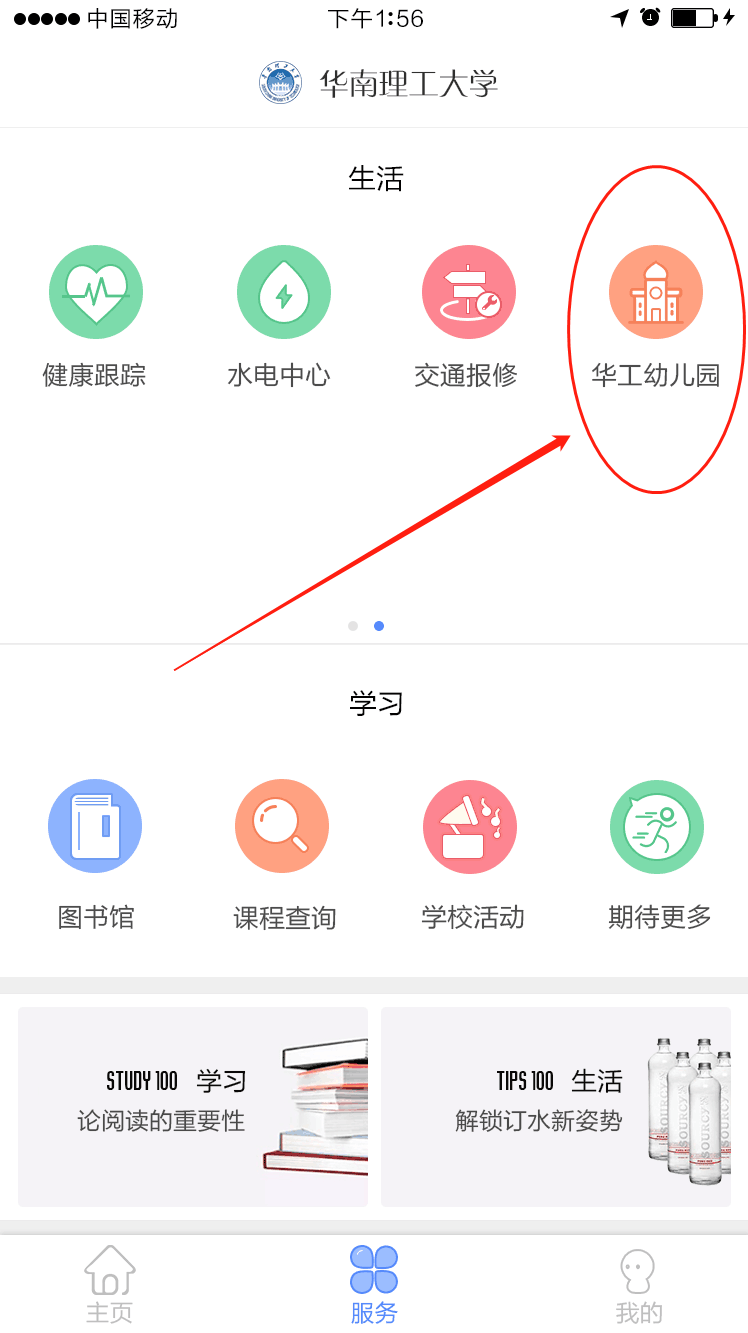 中国移动 下午1:56
华南理工大学
生活
健康跟踪 水电中心 交通报修 华工幼儿园
学习
图书馆 课程查询 学校活动 期待更多
STUDY 100 学习
论阅读的重要性
TIPS 100 生活
解锁订水新姿势
SOURCY
SOURCY
SOURCY
主页 服务 我的